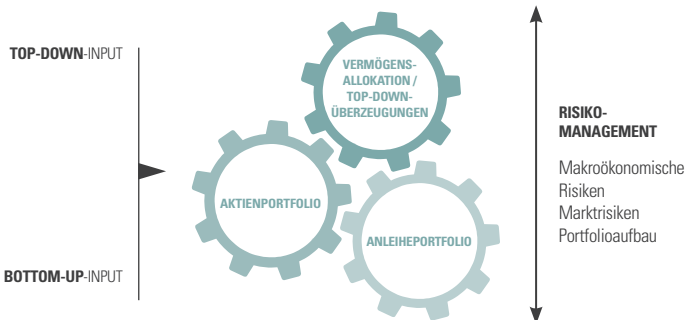 TOP-DOWN-INPUT
VERMÖGENS-
ALLOKATION /
TOP-DOWN-
ÜBERZEUGUNGEN
AKTIENPORTFOLIO
ANLEIHEPORTFOLIO
BOTTOM-UP-INPUT
RISIKO-
MANAGEMENT
Makroökonomische
Risiken
Marktrisiken
Portfolioaufbau